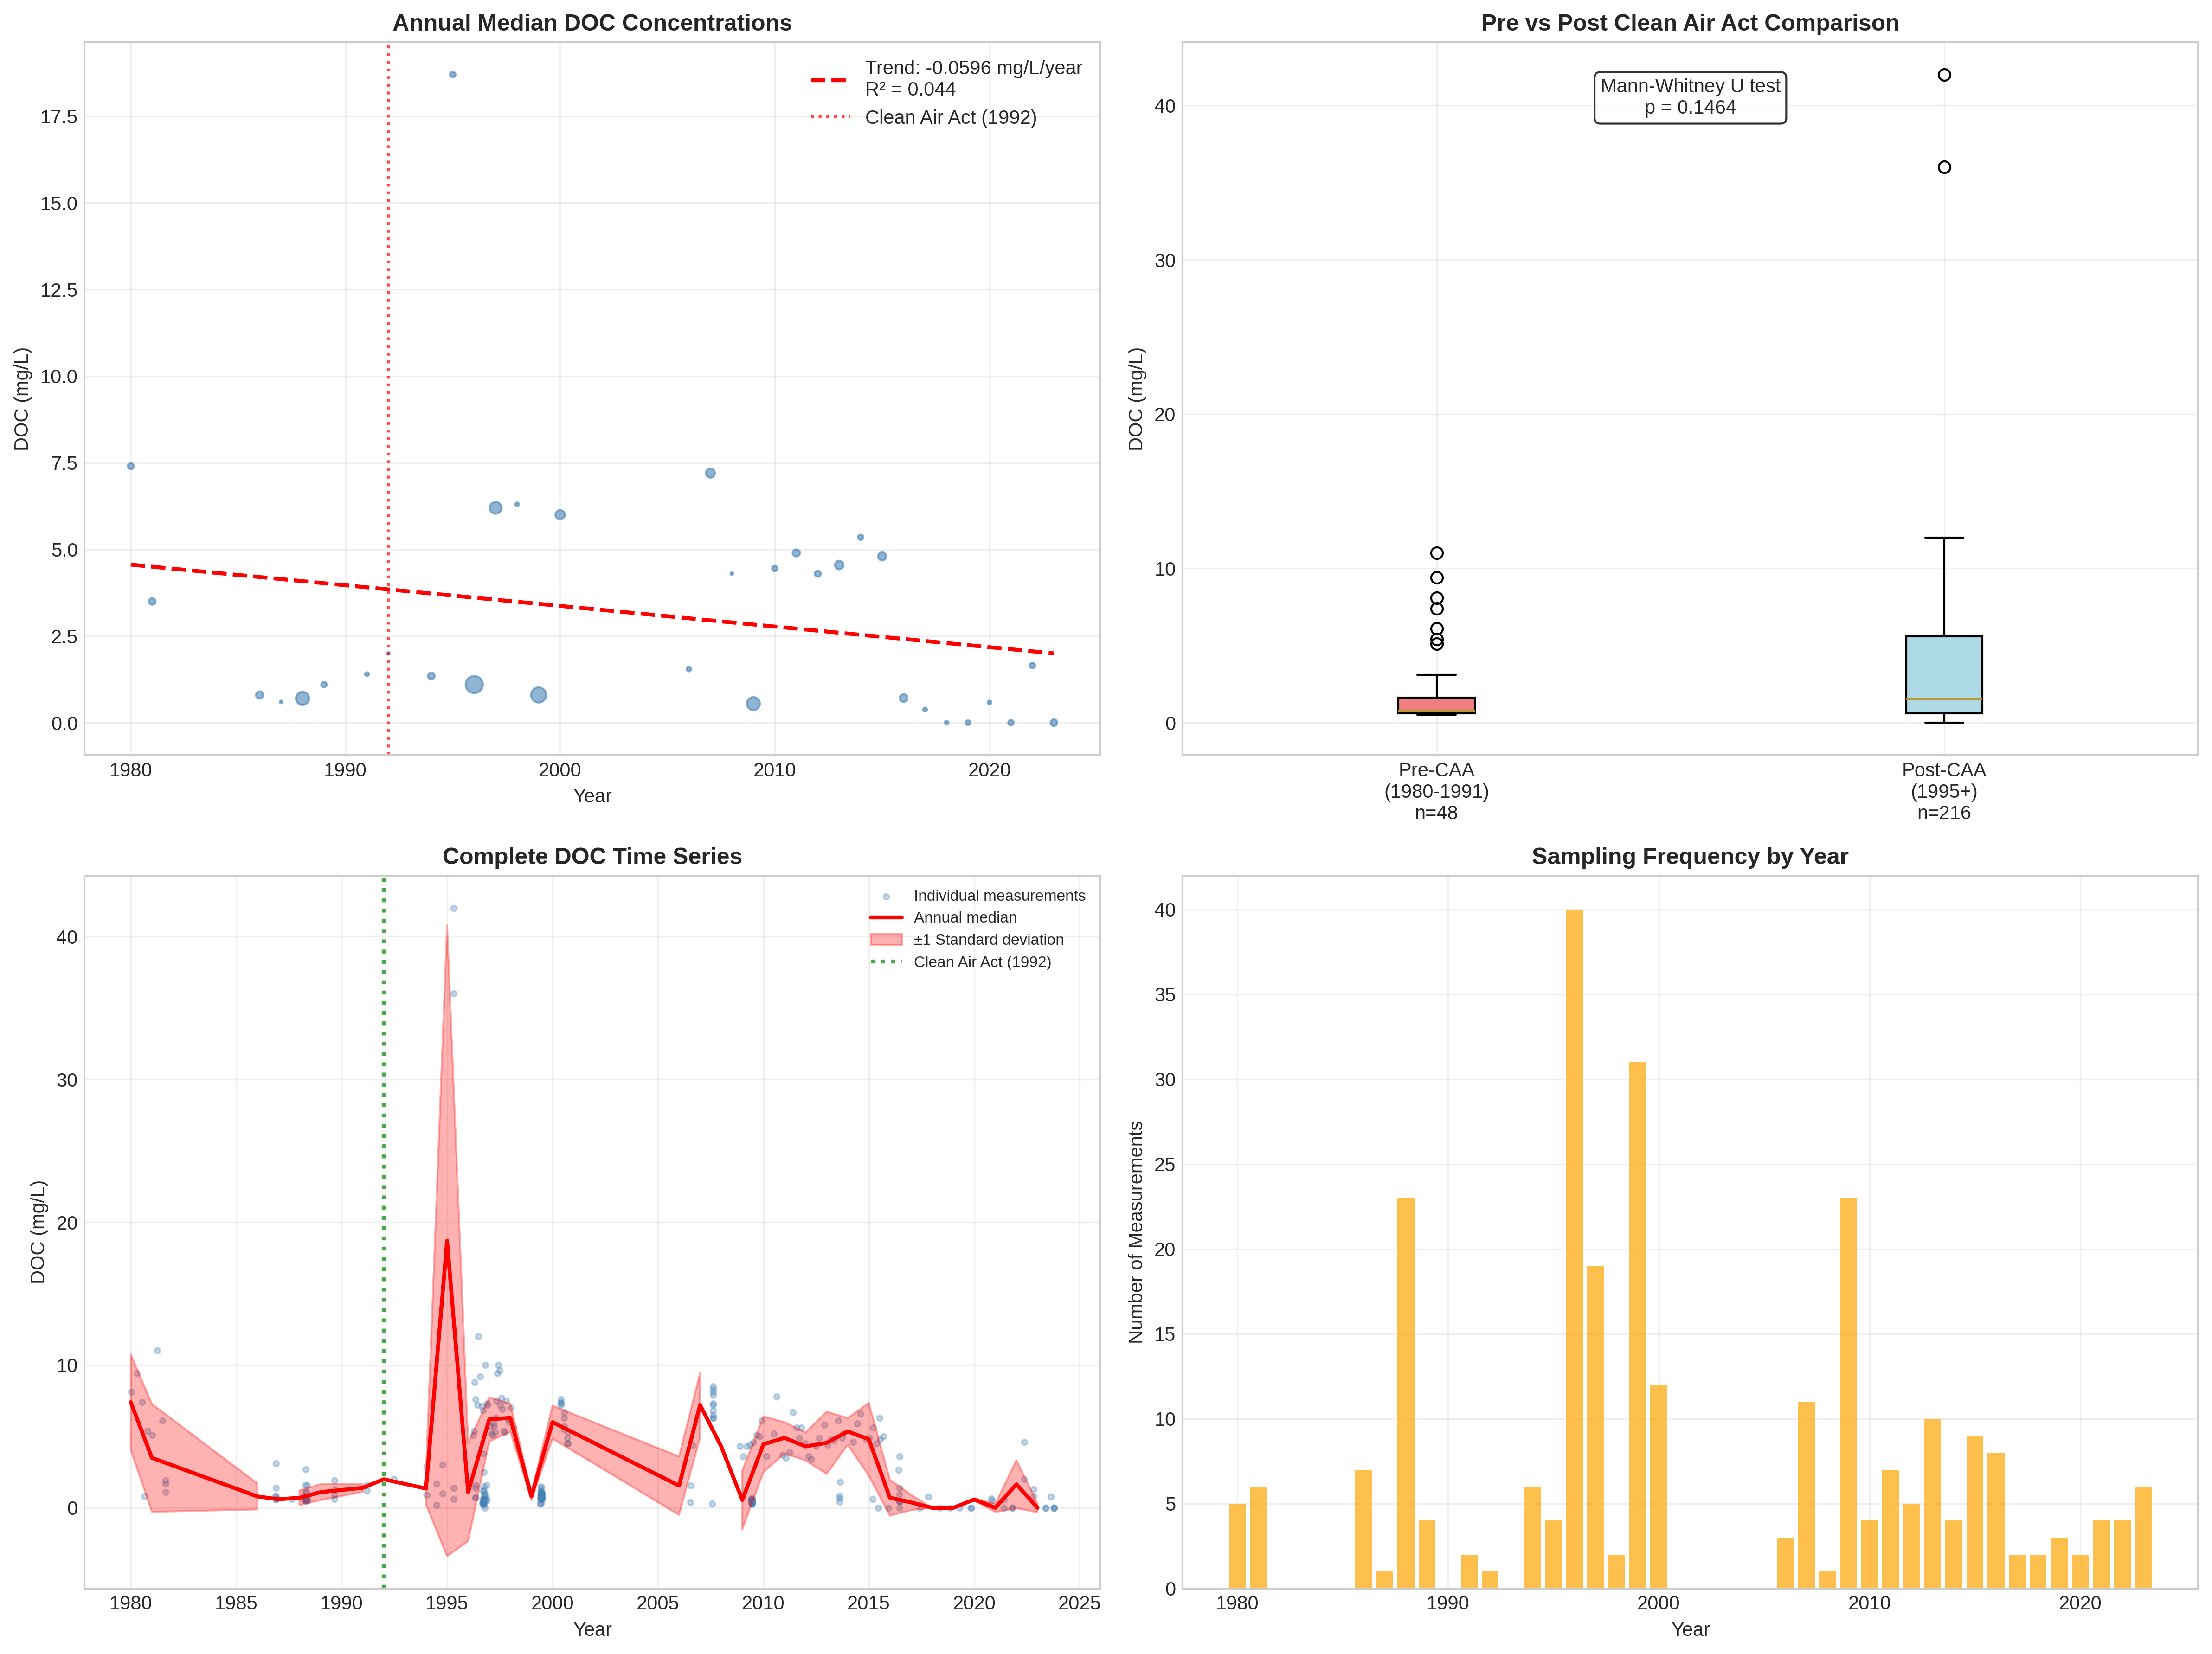 Annual Median DOC Concentrations
DOC (mg/L)
17.5
15.0
12.5
10.0
7.5
5.0
2.5
0.0
Trend: -0.0596 mg/L/year
R² = 0.044
Clean Air Act (1992)
1980
1990
2000
2010
2020
Year
Pre vs Post Clean Air Act Comparison
DOC (mg/L)
40
30
20
10
0
Mann-Whitney U test
p = 0.1464
Pre-CAA
(1980-1991)
n=48
Post-CAA
(1995+)
n=216
Complete DOC Time Series
DOC (mg/L)
40
30
20
10
0
Individual measurements
Annual median
±1 Standard deviation
Clean Air Act (1992)
1980
1985
1990
1995
2000
2005
2010
2015
2020
2025
Year
Sampling Frequency by Year
Number of Measurements
40
35
30
25
20
15
10
5
0
1980
1990
2000
2010
2020
Year